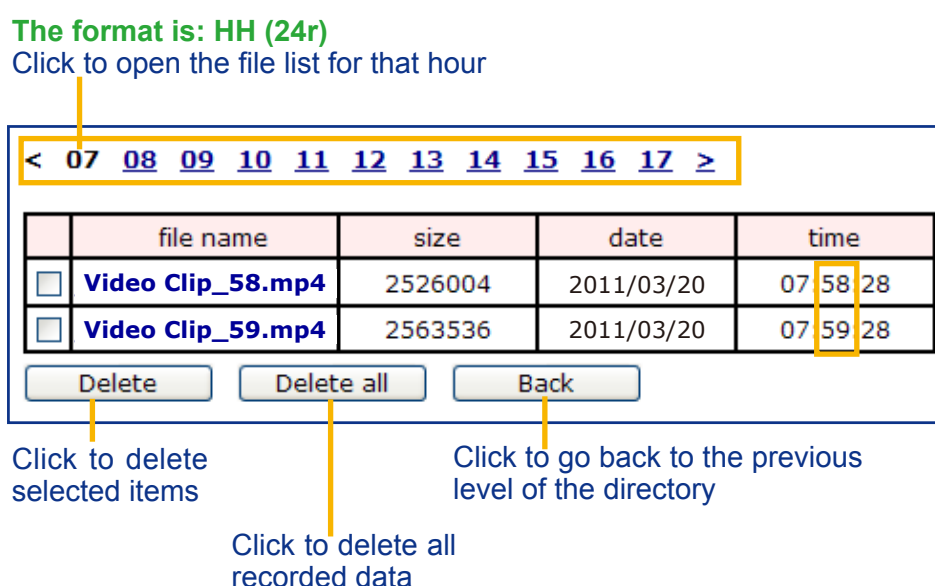 The format is: HH (24r)
Click to open the file list for that hour
< 07 08 09 10 11 12 13 14 15 16 17 >
file name size date time
Video Clip_58.mp4 2526004 2011/03/20 07:58:28
Video Clip_59.mp4 2563536 2011/03/20 07:59:28
Delete Delete all Back
Click to delete
selected items
Click to go back to the previous
level of the directory
Click to delete all
recorded data